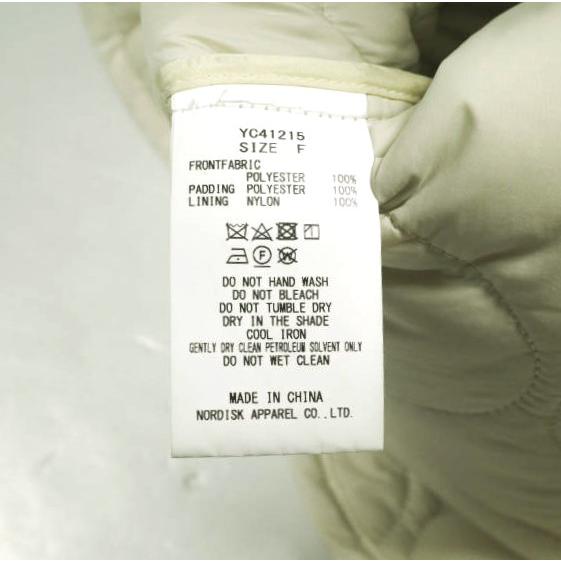 YC41215
SIZE F
FRONTFABRIC
POLYESTER 100%
PADDING POLYESTER 100%
LINING NYLON 100%
F W
DO NOT HAND WASH
DO NOT BLEACH
DO NOT TUMBLE DRY
DRY IN THE SHADE
COOL IRON
GENTLY DRY CLEAN PETROLEUM SOLVENT ONLY
DO NOT WET CLEAN
MADE IN CHINA
NORDISK APPAREL CO.,LTD.